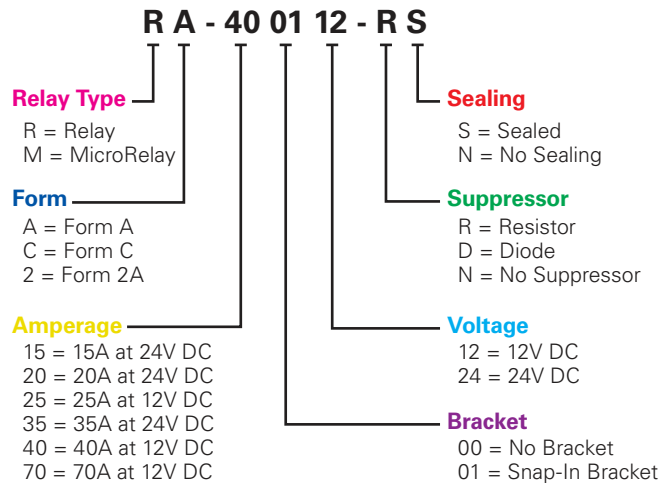 R A - 40 01 12 - R S
Relay Type
R = Relay
M = MicroRelay
Form
A = Form A
C = Form C
2 = Form 2A
Amperage
15 = 15A at 24V DC
20 = 20A at 24V DC
25 = 25A at 12V DC
35 = 35A at 24V DC
40 = 40A at 12V DC
70 = 70A at 12V DC
Sealing
S = Sealed
N = No Sealing
Suppressor
R = Resistor
D = Diode
N = No Suppressor
Voltage
12 = 12V DC
24 = 24V DC
Bracket
00 = No Bracket
01 = Snap-In Bracket